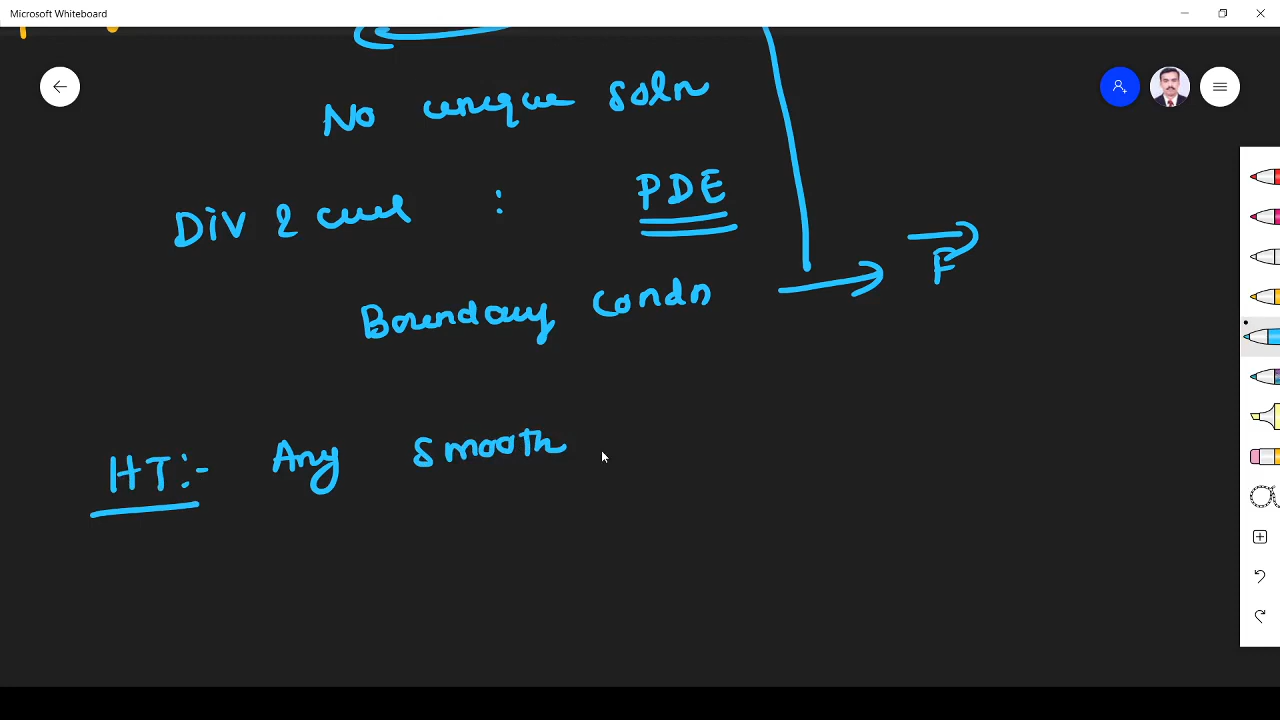 Microsoft Whiteboard
No unique soln
Div & curl : PDE
Boundary condn → F
HT:- Any smooth